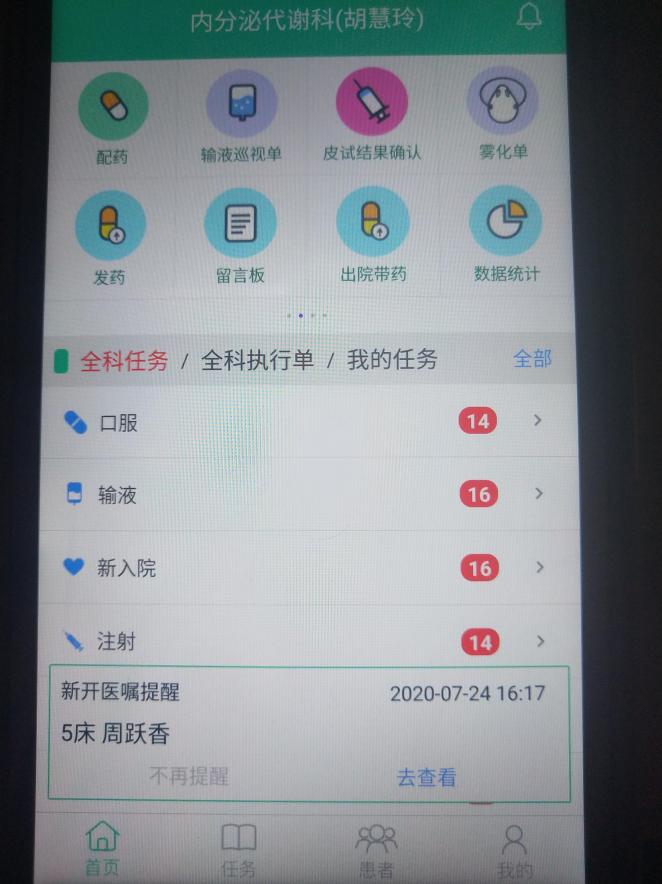 内分泌代谢科(胡慧玲)
配药 输液巡视单 皮试结果确认 雾化单
发药 留言板 出院带药 数据统计
全科任务 / 全科执行单 / 我的任务 全部
口服 14
输液 16
新入院 16
注射 14
新开医嘱提醒 2020-07-24 16:17
5床 周跃香
不再提醒 去查看
首页 任务 患者 我的